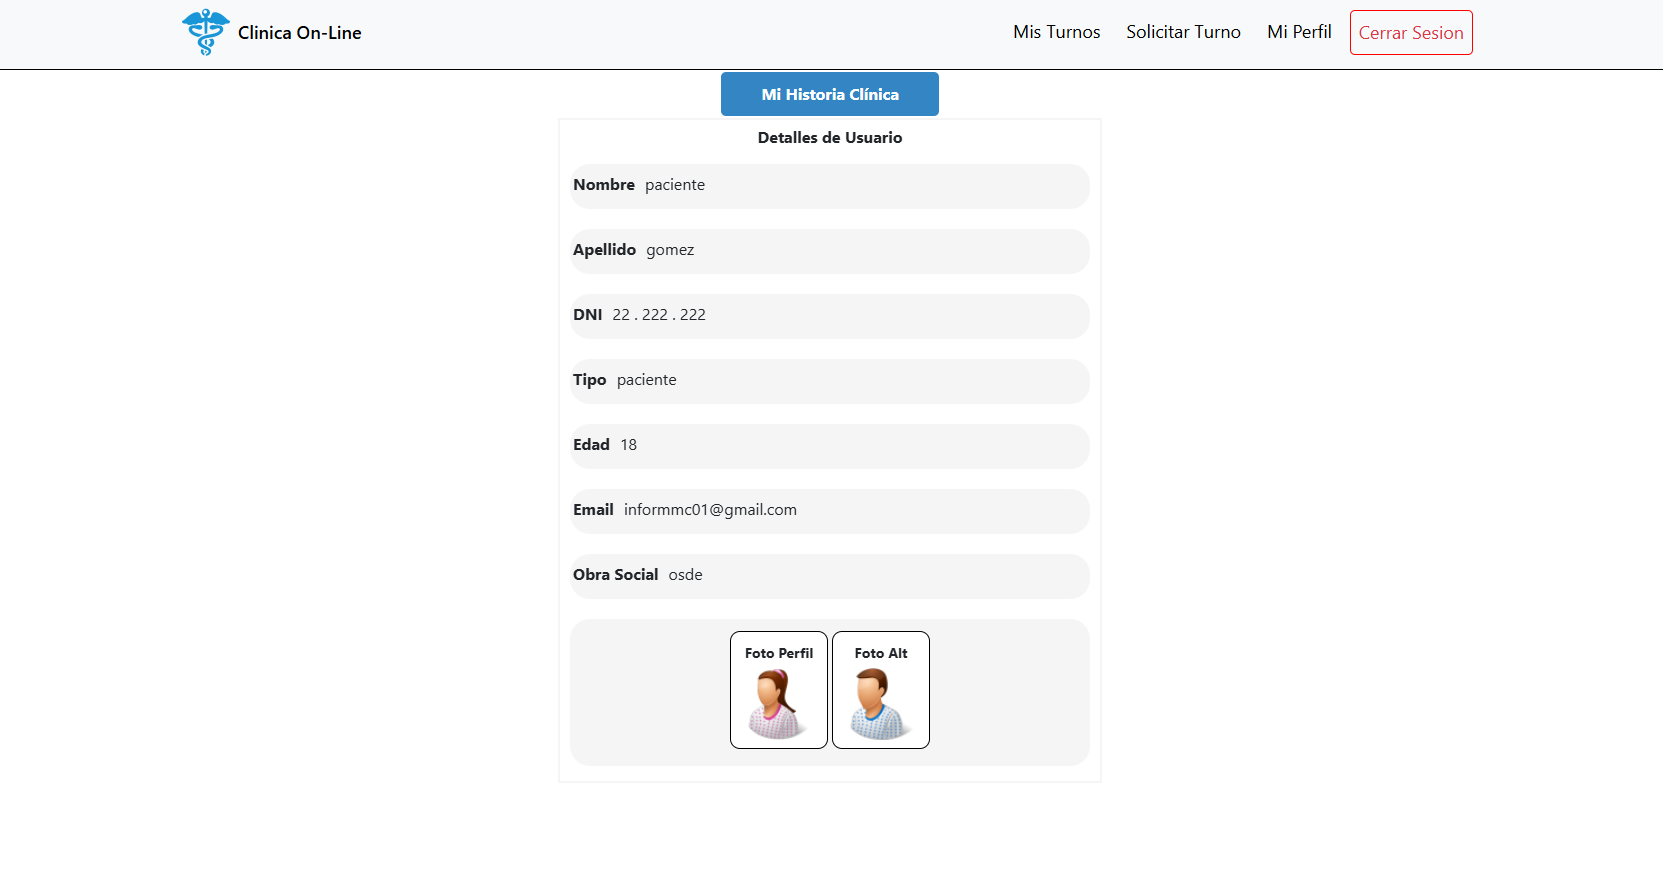 Clinica On-Line
Mis Turnos
Solicitar Turno
Mi Perfil
Cerrar Sesion
Mi Historia Clínica
Detalles de Usuario
Nombre paciente
Apellido gomez
DNI 22 . 222 . 222
Tipo paciente
Edad 18
Email informmc01@gmail.com
Obra Social osde
Foto Perfil
Foto Alt